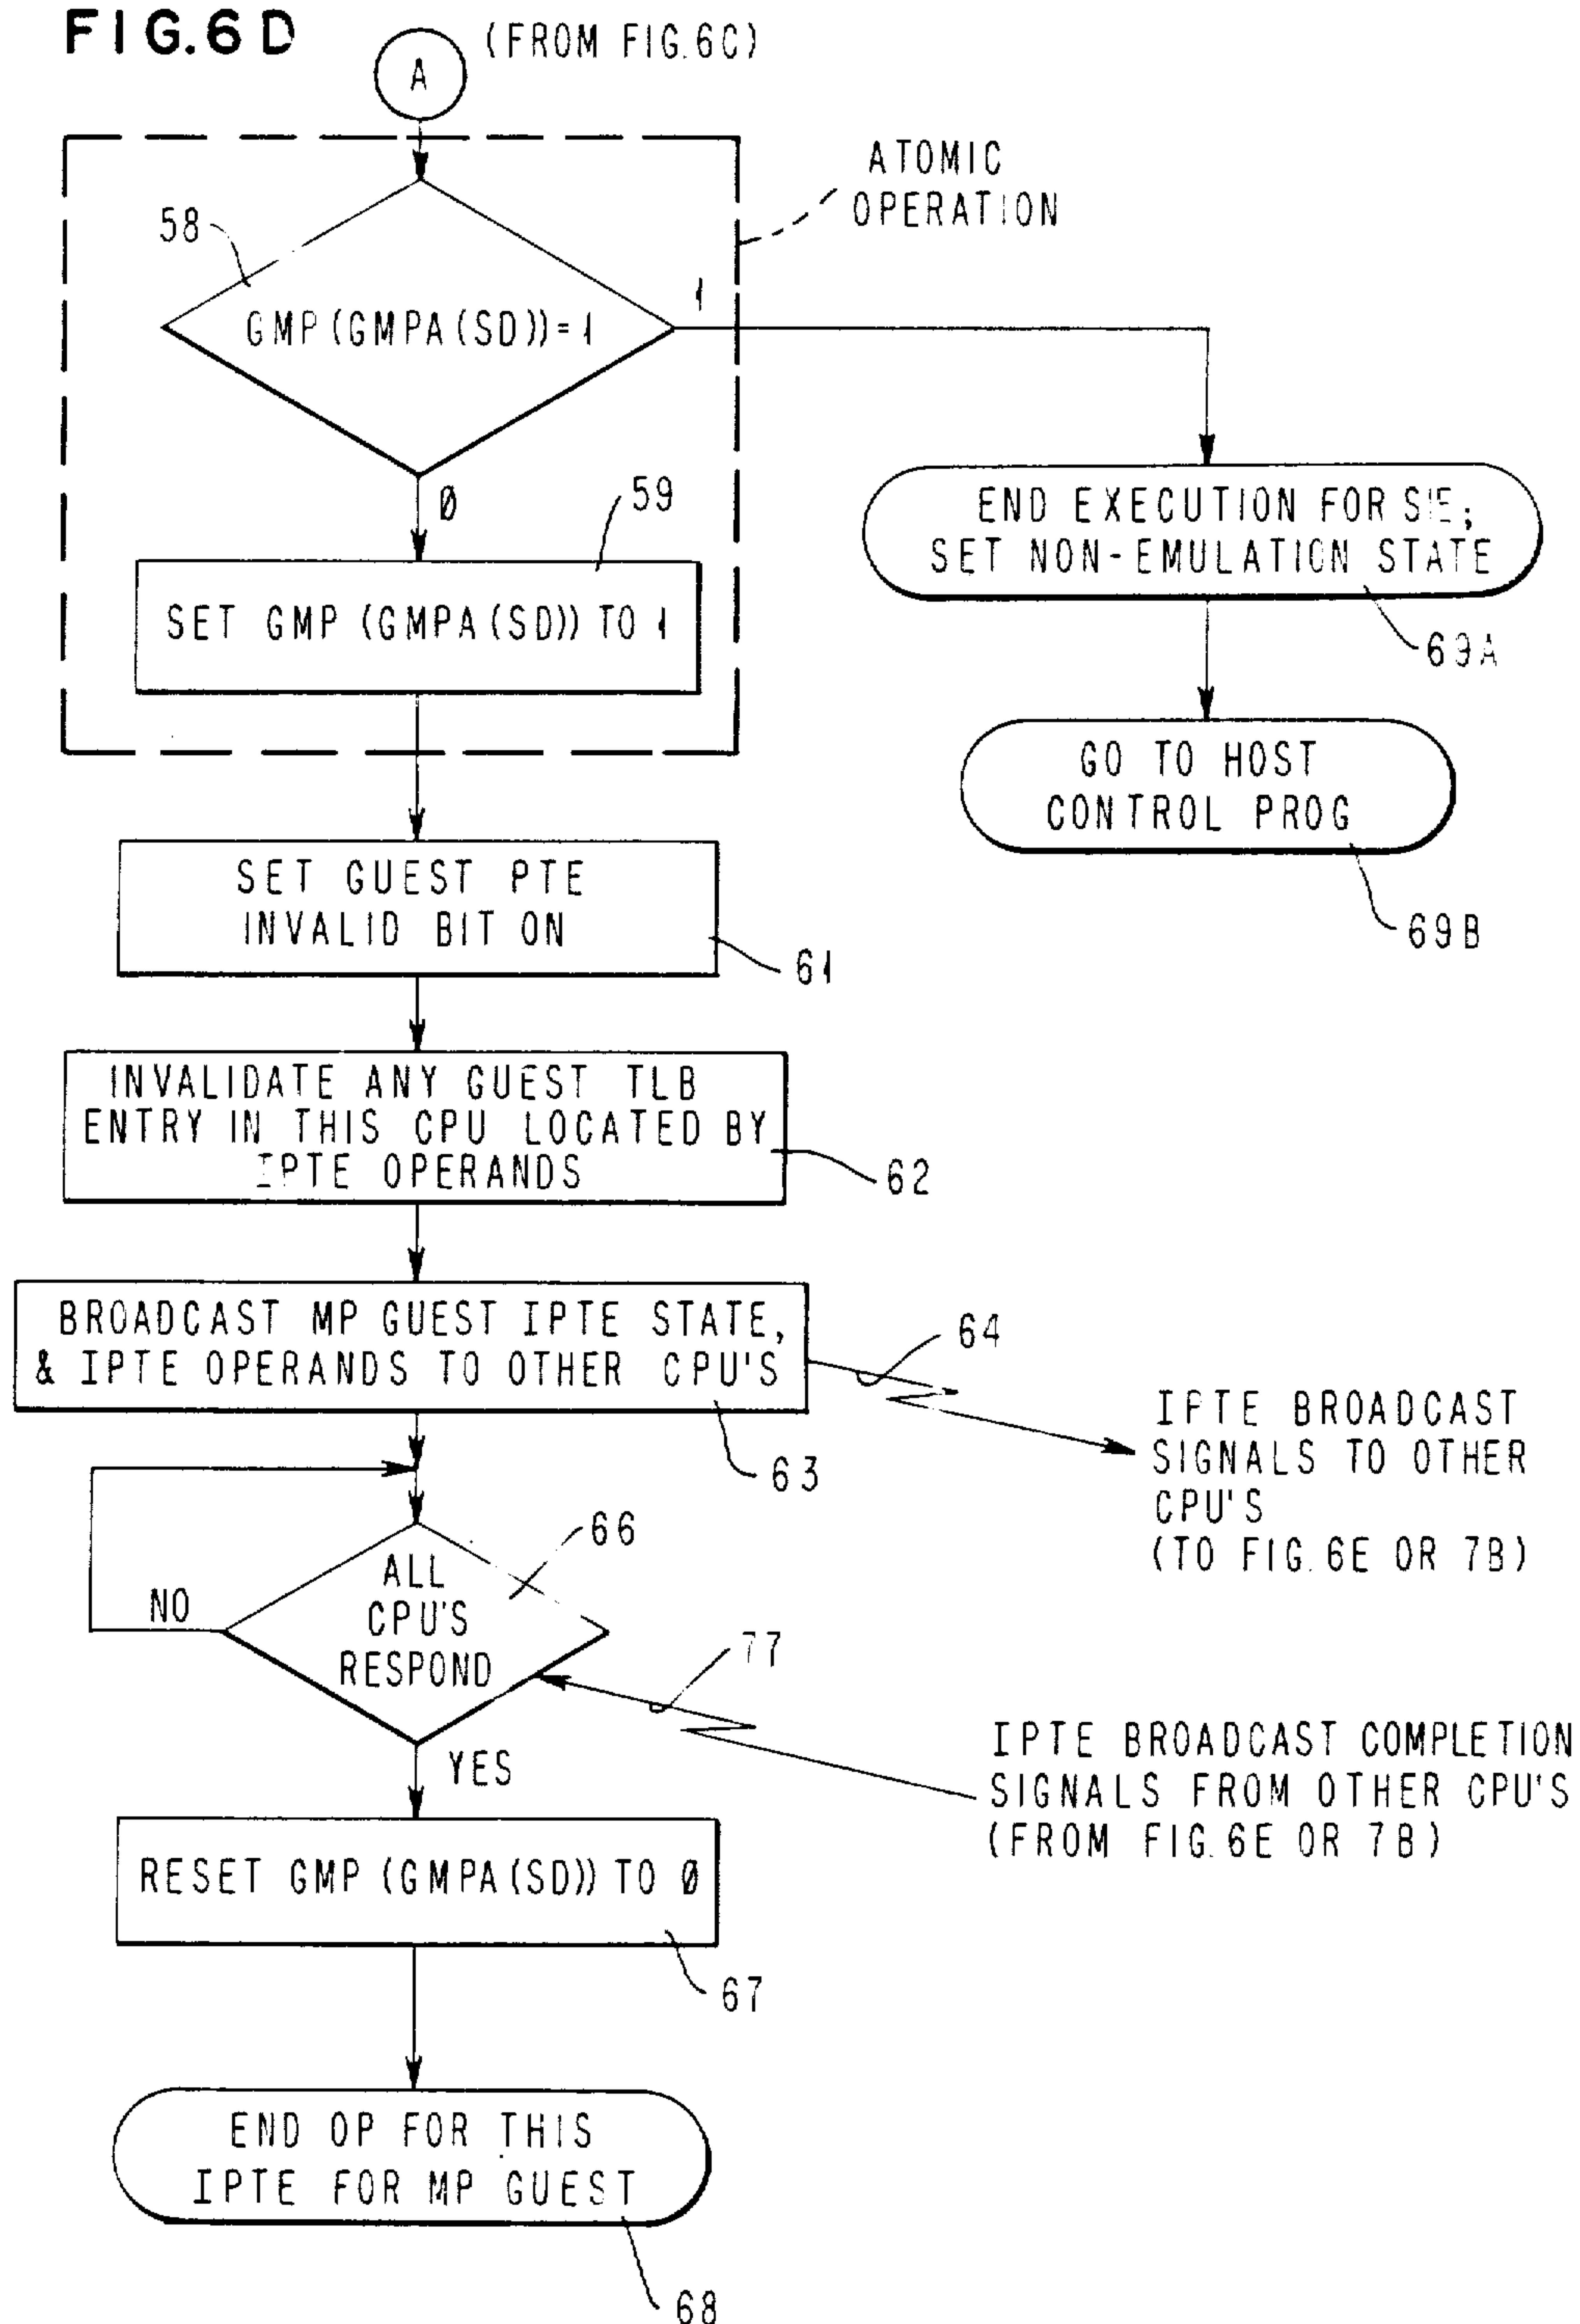 FIG.6D
(FROM FIG.6C)
A
ATOMIC
OPERATION
58
GMP(GMPA(SD))=1
1
0
59
SET GMP (GMPA(SD)) TO 1
END EXECUTION FOR SIE;
SET NON-EMULATION STATE
69A
GO TO HOST
CONTROL PROG
69B
SET GUEST PTE
INVALID BIT ON
61
INVALIDATE ANY GUEST TLB
ENTRY IN THIS CPU LOCATED BY
IPTE OPERANDS
62
BROADCAST MP GUEST IPTE STATE,
& IPTE OPERANDS TO OTHER CPU'S
63
64
IPTE BROADCAST
SIGNALS TO OTHER
CPU'S
(TO FIG.6E OR 7B)
66
ALL
CPU'S
RESPOND
NO
YES
77
IPTE BROADCAST COMPLETION
SIGNALS FROM OTHER CPU'S
(FROM FIG.6E OR 7B)
RESET GMP (GMPA(SD)) TO 0
67
END OP FOR THIS
IPTE FOR MP GUEST
68